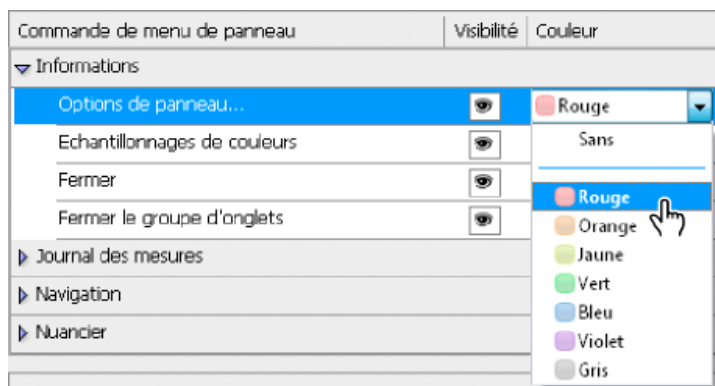 Commande de menu de panneau Visibilité Couleur
Informations
Options de panneau... Rouge
Echantillonnages de couleurs Sans
Fermer Rouge
Fermer le groupe d'onglets Orange
Journal des mesures Jaune
Navigation Vert
Bleu
Nuancier Violet
Gris